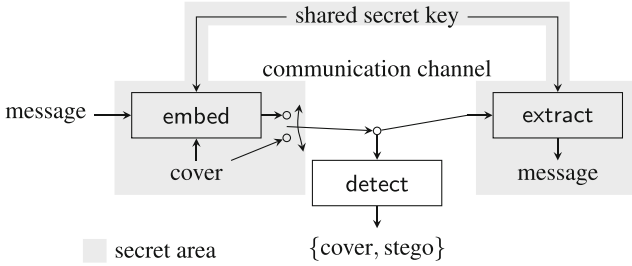 shared secret key
communication channel
message
embed
extract
cover
message
detect
secret area
{cover, stego}